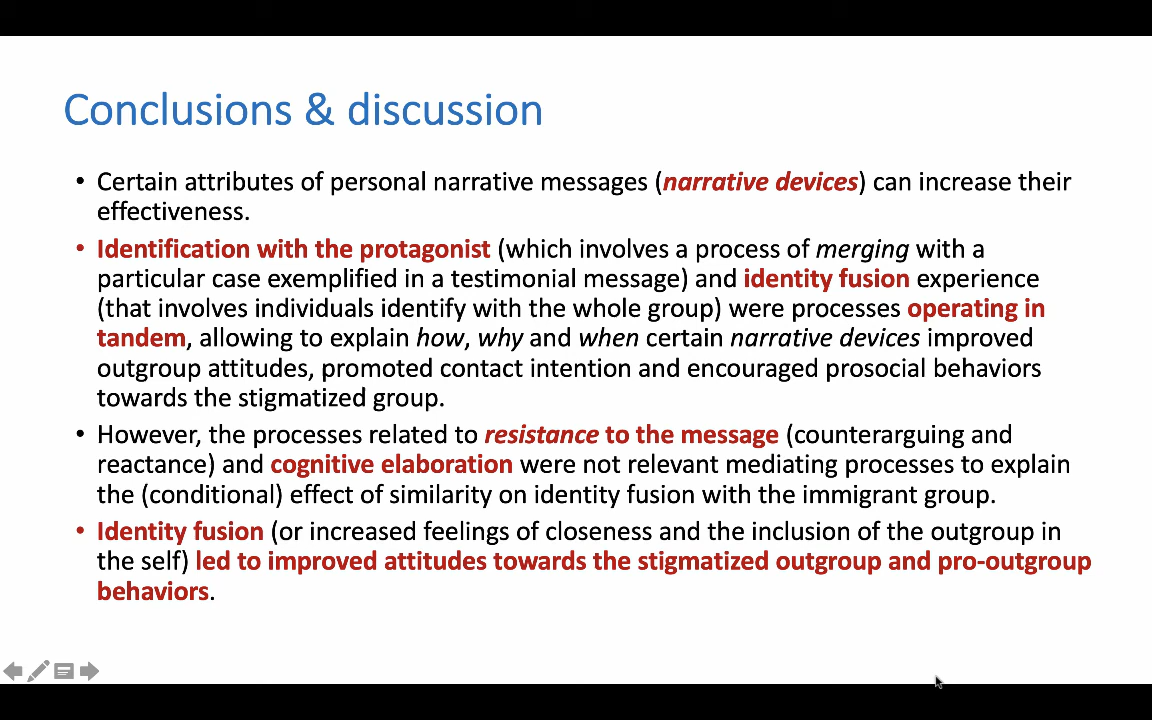 Conclusions & discussion
• Certain attributes of personal narrative messages (narrative devices) can increase their
effectiveness.
• Identification with the protagonist (which involves a process of merging with a
particular case exemplified in a testimonial message) and identity fusion experience
(that involves individuals identify with the whole group) were processes operating in
tandem, allowing to explain how, why and when certain narrative devices improved
outgroup attitudes, promoted contact intention and encouraged prosocial behaviors
towards the stigmatized group.
• However, the processes related to resistance to the message (counterarguing and
reactance) and cognitive elaboration were not relevant mediating processes to explain
the (conditional) effect of similarity on identity fusion with the immigrant group.
• Identity fusion (or increased feelings of closeness and the inclusion of the outgroup in
the self) led to improved attitudes towards the stigmatized outgroup and pro-outgroup
behaviors.